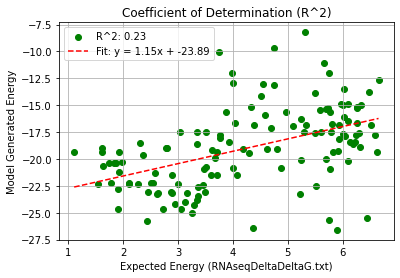 Coefficient of Determination (R^2)
R^2: 0.23
Fit: y = 1.15x + -23.89
Model Generated Energy
−7.5
−10.0
−12.5
−15.0
−17.5
−20.0
−22.5
−25.0
−27.5
1 2 3 4 5 6
Expected Energy (RNAseqDeltaDeltaG.txt)